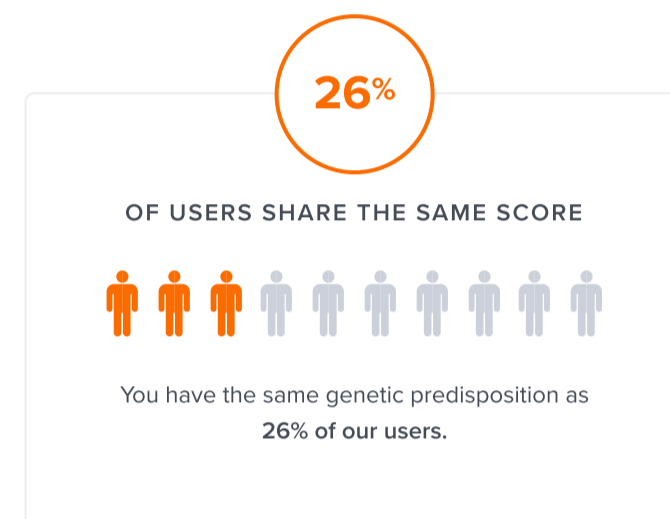 26%
OF USERS SHARE THE SAME SCORE
You have the same genetic predisposition as
26% of our users.